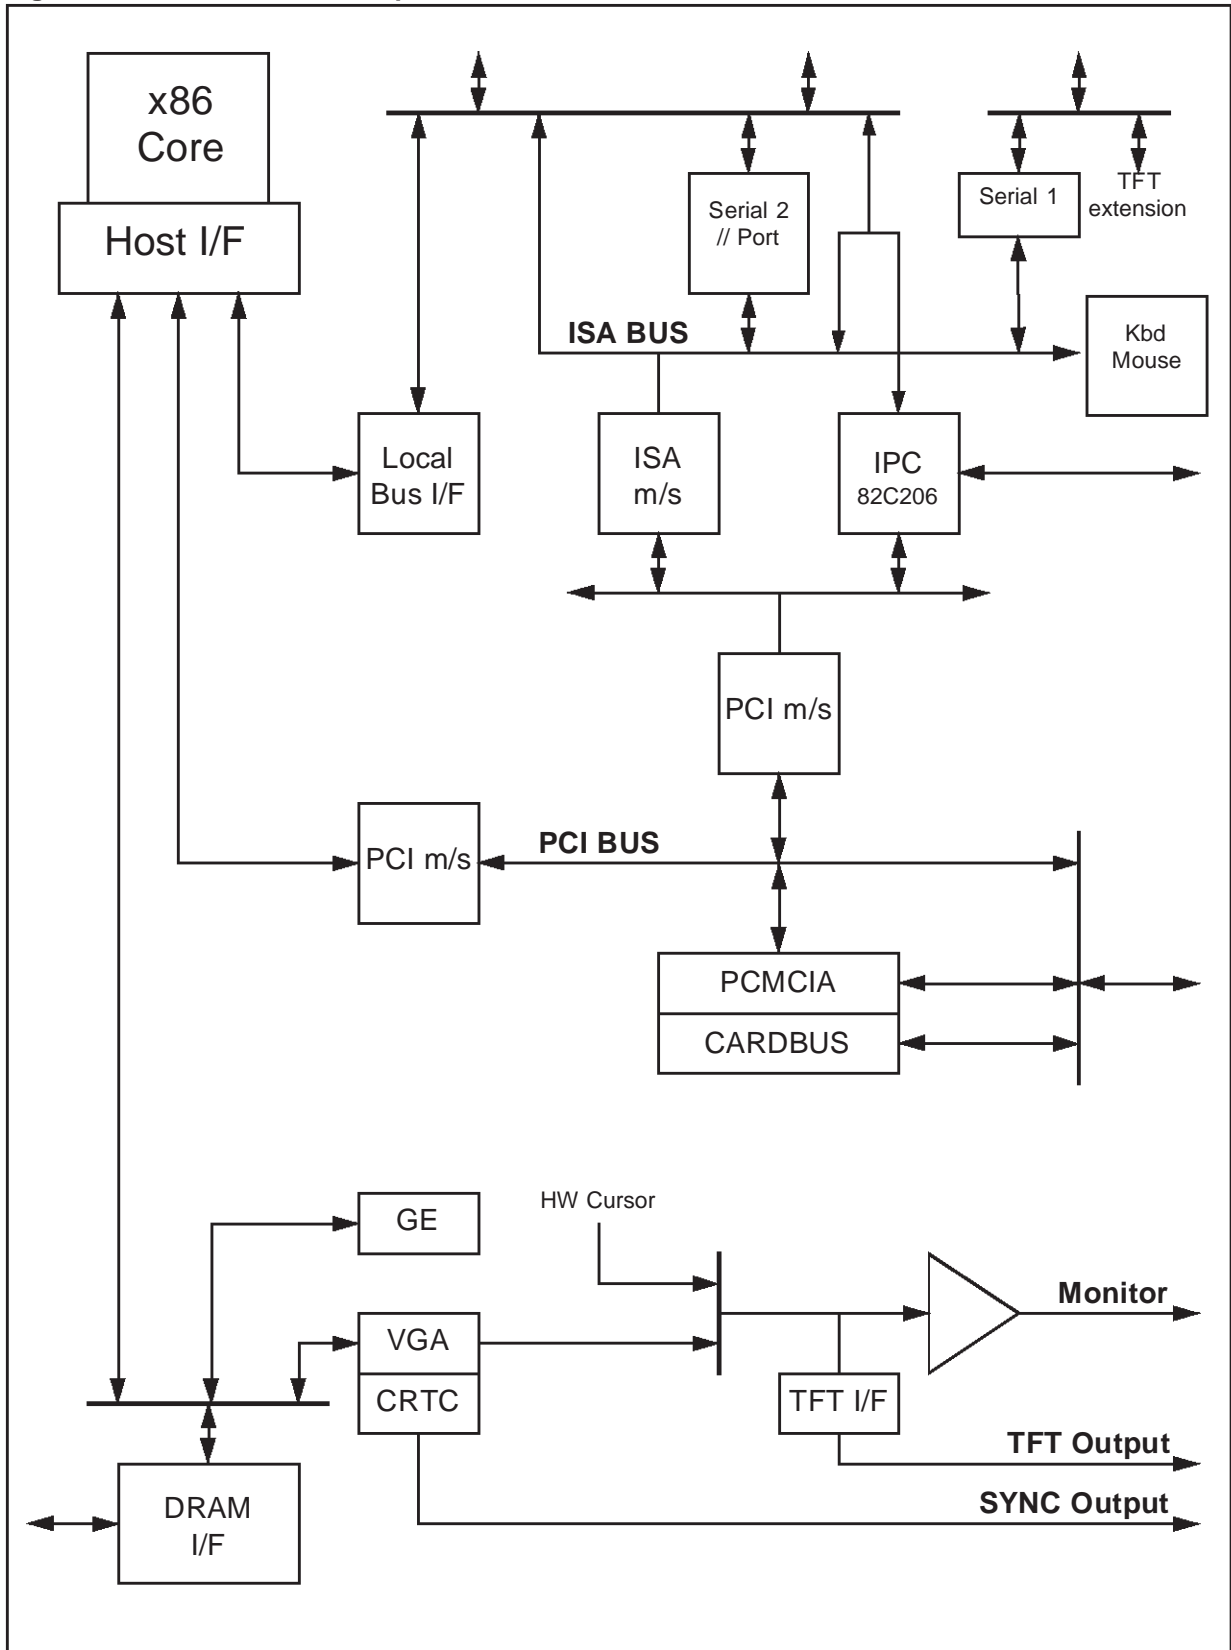 x86
Core
Host I/F
Serial 2
// Port
Serial 1
TFT
extension
ISA BUS
Kbd
Mouse
Local
Bus I/F
ISA
m/s
IPC
82C206
PCI m/s
PCI m/s
PCI BUS
PCMCIA
CARDBUS
GE
HW Cursor
VGA
CRTC
Monitor
TFT I/F
TFT Output
SYNC Output
DRAM
I/F